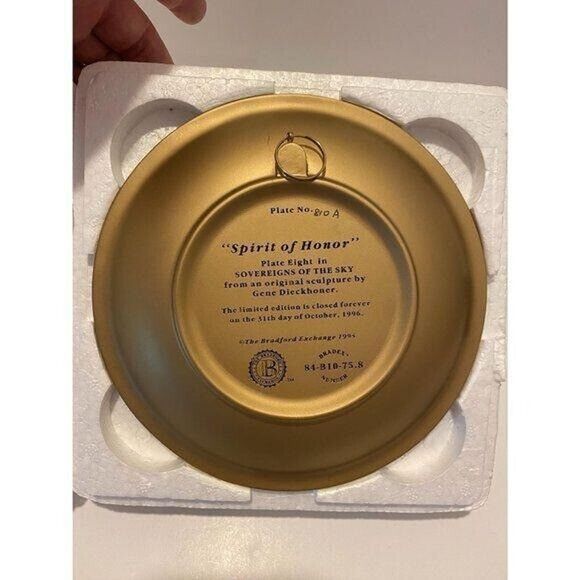 Plate No. 810 A
"Spirit of Honor"
Plate Eight in
SOVEREIGNS OF THE SKY
from an original sculpture by
Gene Dieckhoner.
The limited edition is closed forever
on the 31th day of October, 1996.
©The Bradford Exchange 1995
BRADEX
84-B10-75.8
NUMBER
B
TM